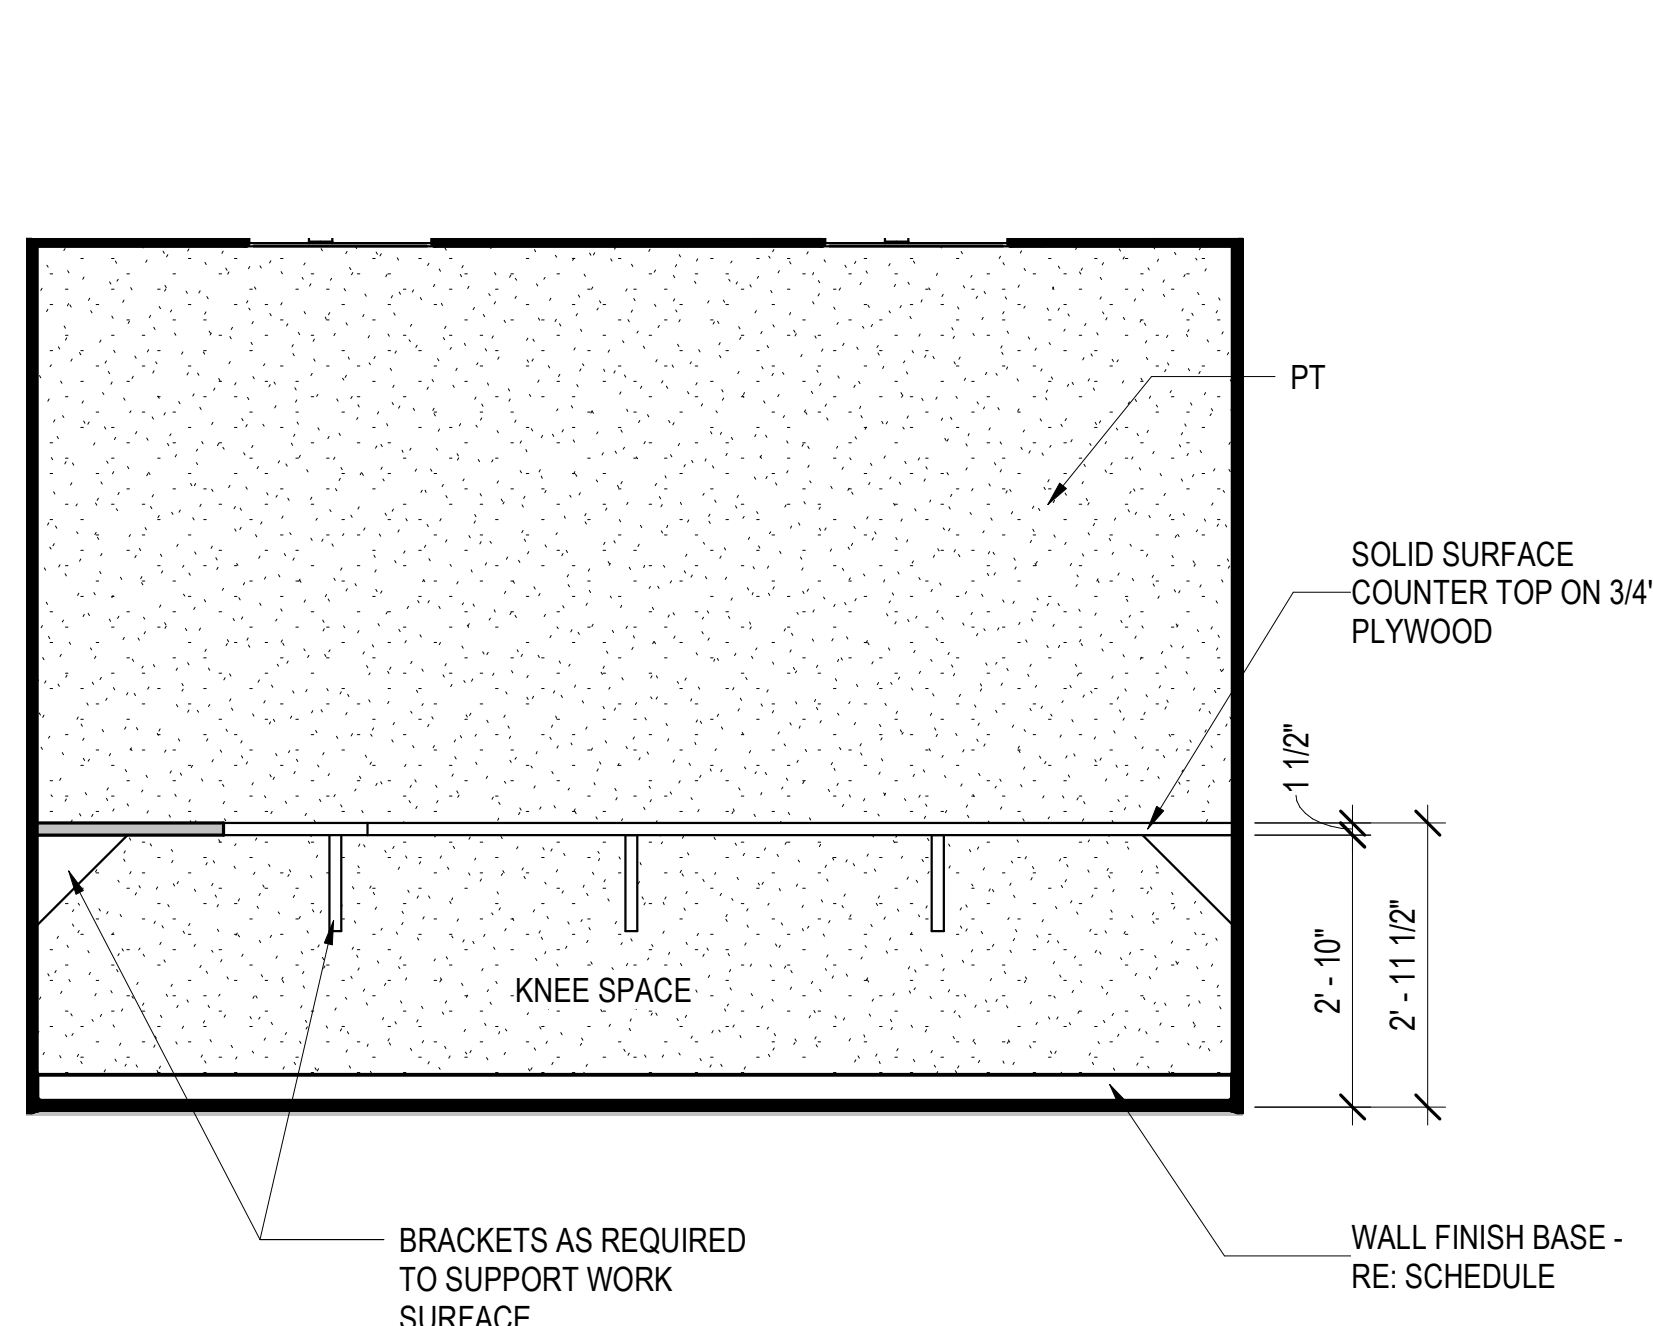 PT
SOLID SURFACE
COUNTER TOP ON 3/4'
PLYWOOD
1 1/2"
2' - 10"
2' - 11 1/2"
KNEE SPACE
BRACKETS AS REQUIRED
TO SUPPORT WORK
SURFACE
WALL FINISH BASE -
RE: SCHEDULE